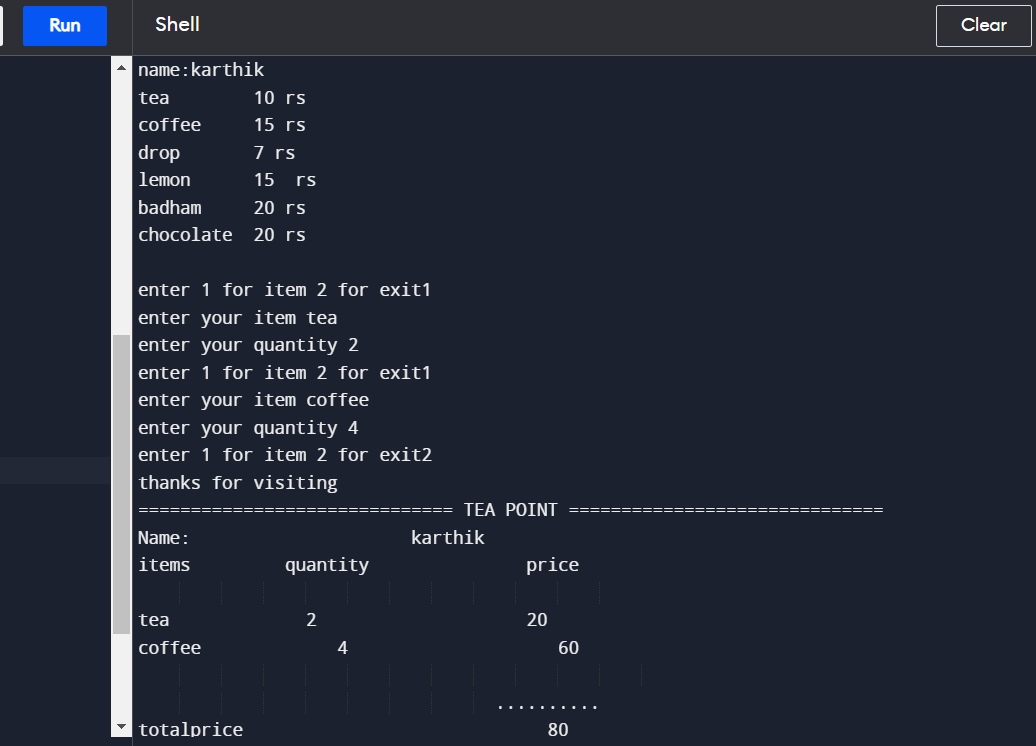 Run Shell Clear
name:karthik
tea        10 rs
coffee     15 rs
drop       7 rs
lemon      15  rs
badham     20 rs
chocolate  20 rs
enter 1 for item 2 for exit1
enter your item tea
enter your quantity 2
enter 1 for item 2 for exit1
enter your item coffee
enter your quantity 4
enter 1 for item 2 for exit2
thanks for visiting
============================== TEA POINT ==============================
Name:                     karthik
items         quantity               price
tea             2                    20
coffee             4                    60
..........
totalprice                             80